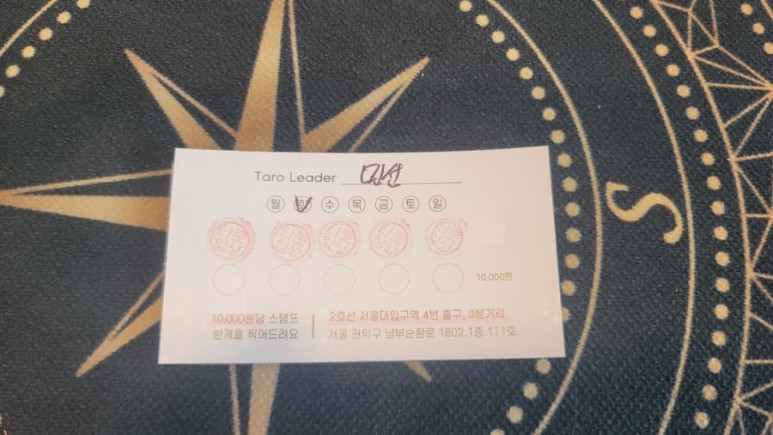 Taro Leader 민선
월 화 수 목 금 토 일
10,000원
10,000원당 스탬프
한개를 찍어드려요
2호선 서울대입구역 4번 출구, 3분거리
서울 관악구 남부순환로 1802,1층 111호
S